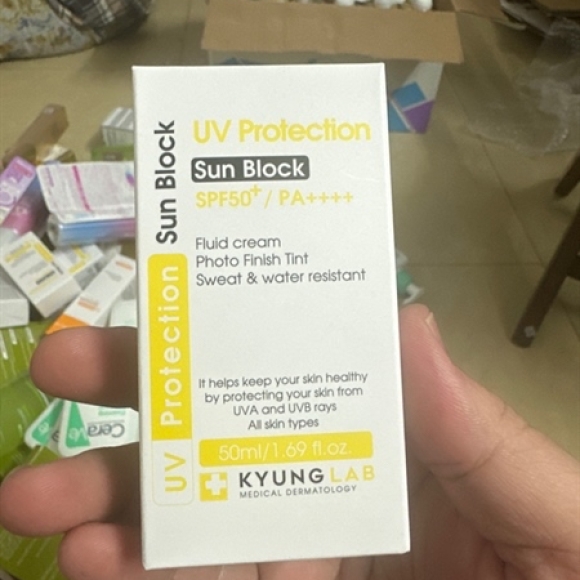 UV Protection Sun Block
UV Protection
Sun Block
SPF50+ / PA++++
Fluid cream
Photo Finish Tint
Sweat & water resistant
It helps keep your skin healthy
by protecting your skin from
UVA and UVB rays
All skin types
50ml/1.69 fl.oz.
KYUNG LAB
MEDICAL DERMATOLOGY
CeraVe